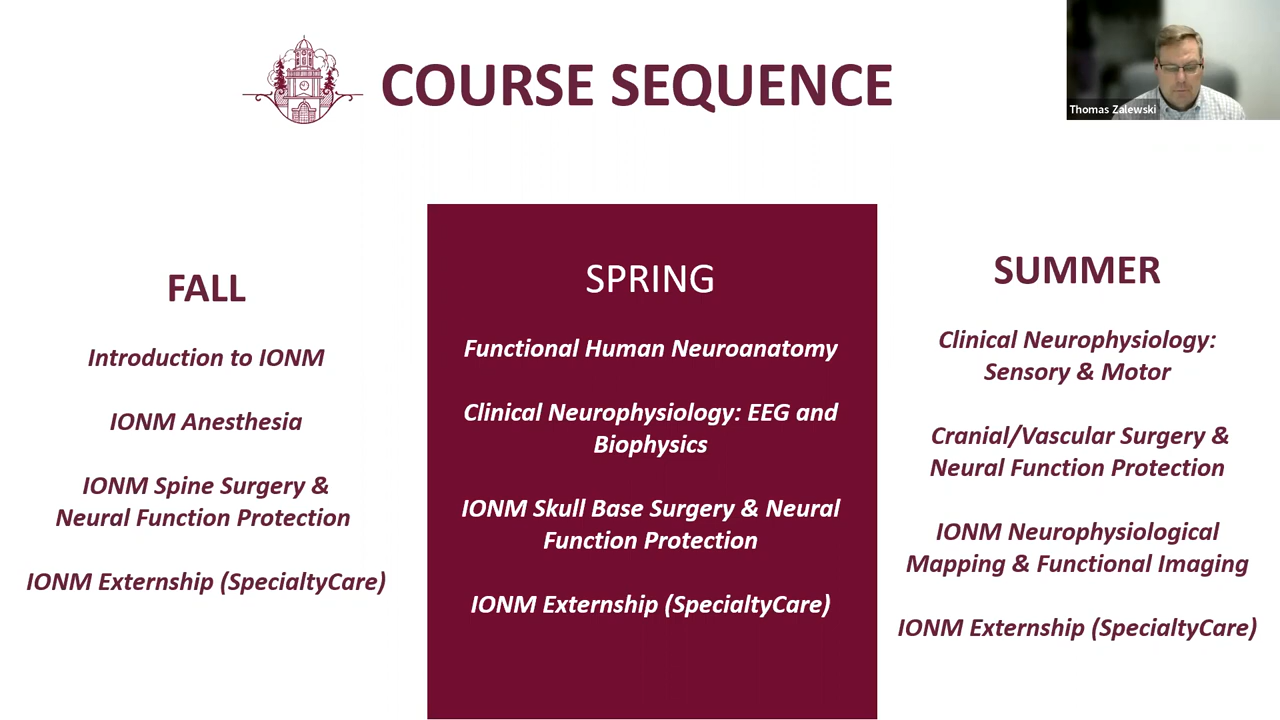 COURSE SEQUENCE
Thomas Zalewski
FALL
Introduction to IONM
IONM Anesthesia
IONM Spine Surgery &
Neural Function Protection
IONM Externship (SpecialtyCare)
SPRING
Functional Human Neuroanatomy
Clinical Neurophysiology: EEG and
Biophysics
IONM Skull Base Surgery & Neural
Function Protection
IONM Externship (SpecialtyCare)
SUMMER
Clinical Neurophysiology:
Sensory & Motor
Cranial/Vascular Surgery &
Neural Function Protection
IONM Neurophysiological
Mapping & Functional Imaging
IONM Externship (SpecialtyCare)